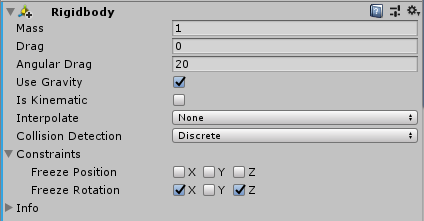 Rigidbody
Mass 1
Drag 0
Angular Drag 20
Use Gravity
Is Kinematic
Interpolate None
Collision Detection Discrete
Constraints
Freeze Position X Y Z
Freeze Rotation X Y Z
Info